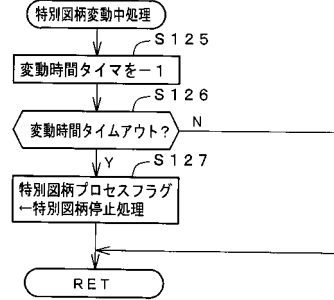 特別図柄変動中処理
S125
変動時間タイマを－1
S126
変動時間タイムアウト？
N
Y
S127
特別図柄プロセスフラグ
←特別図柄停止処理
RET